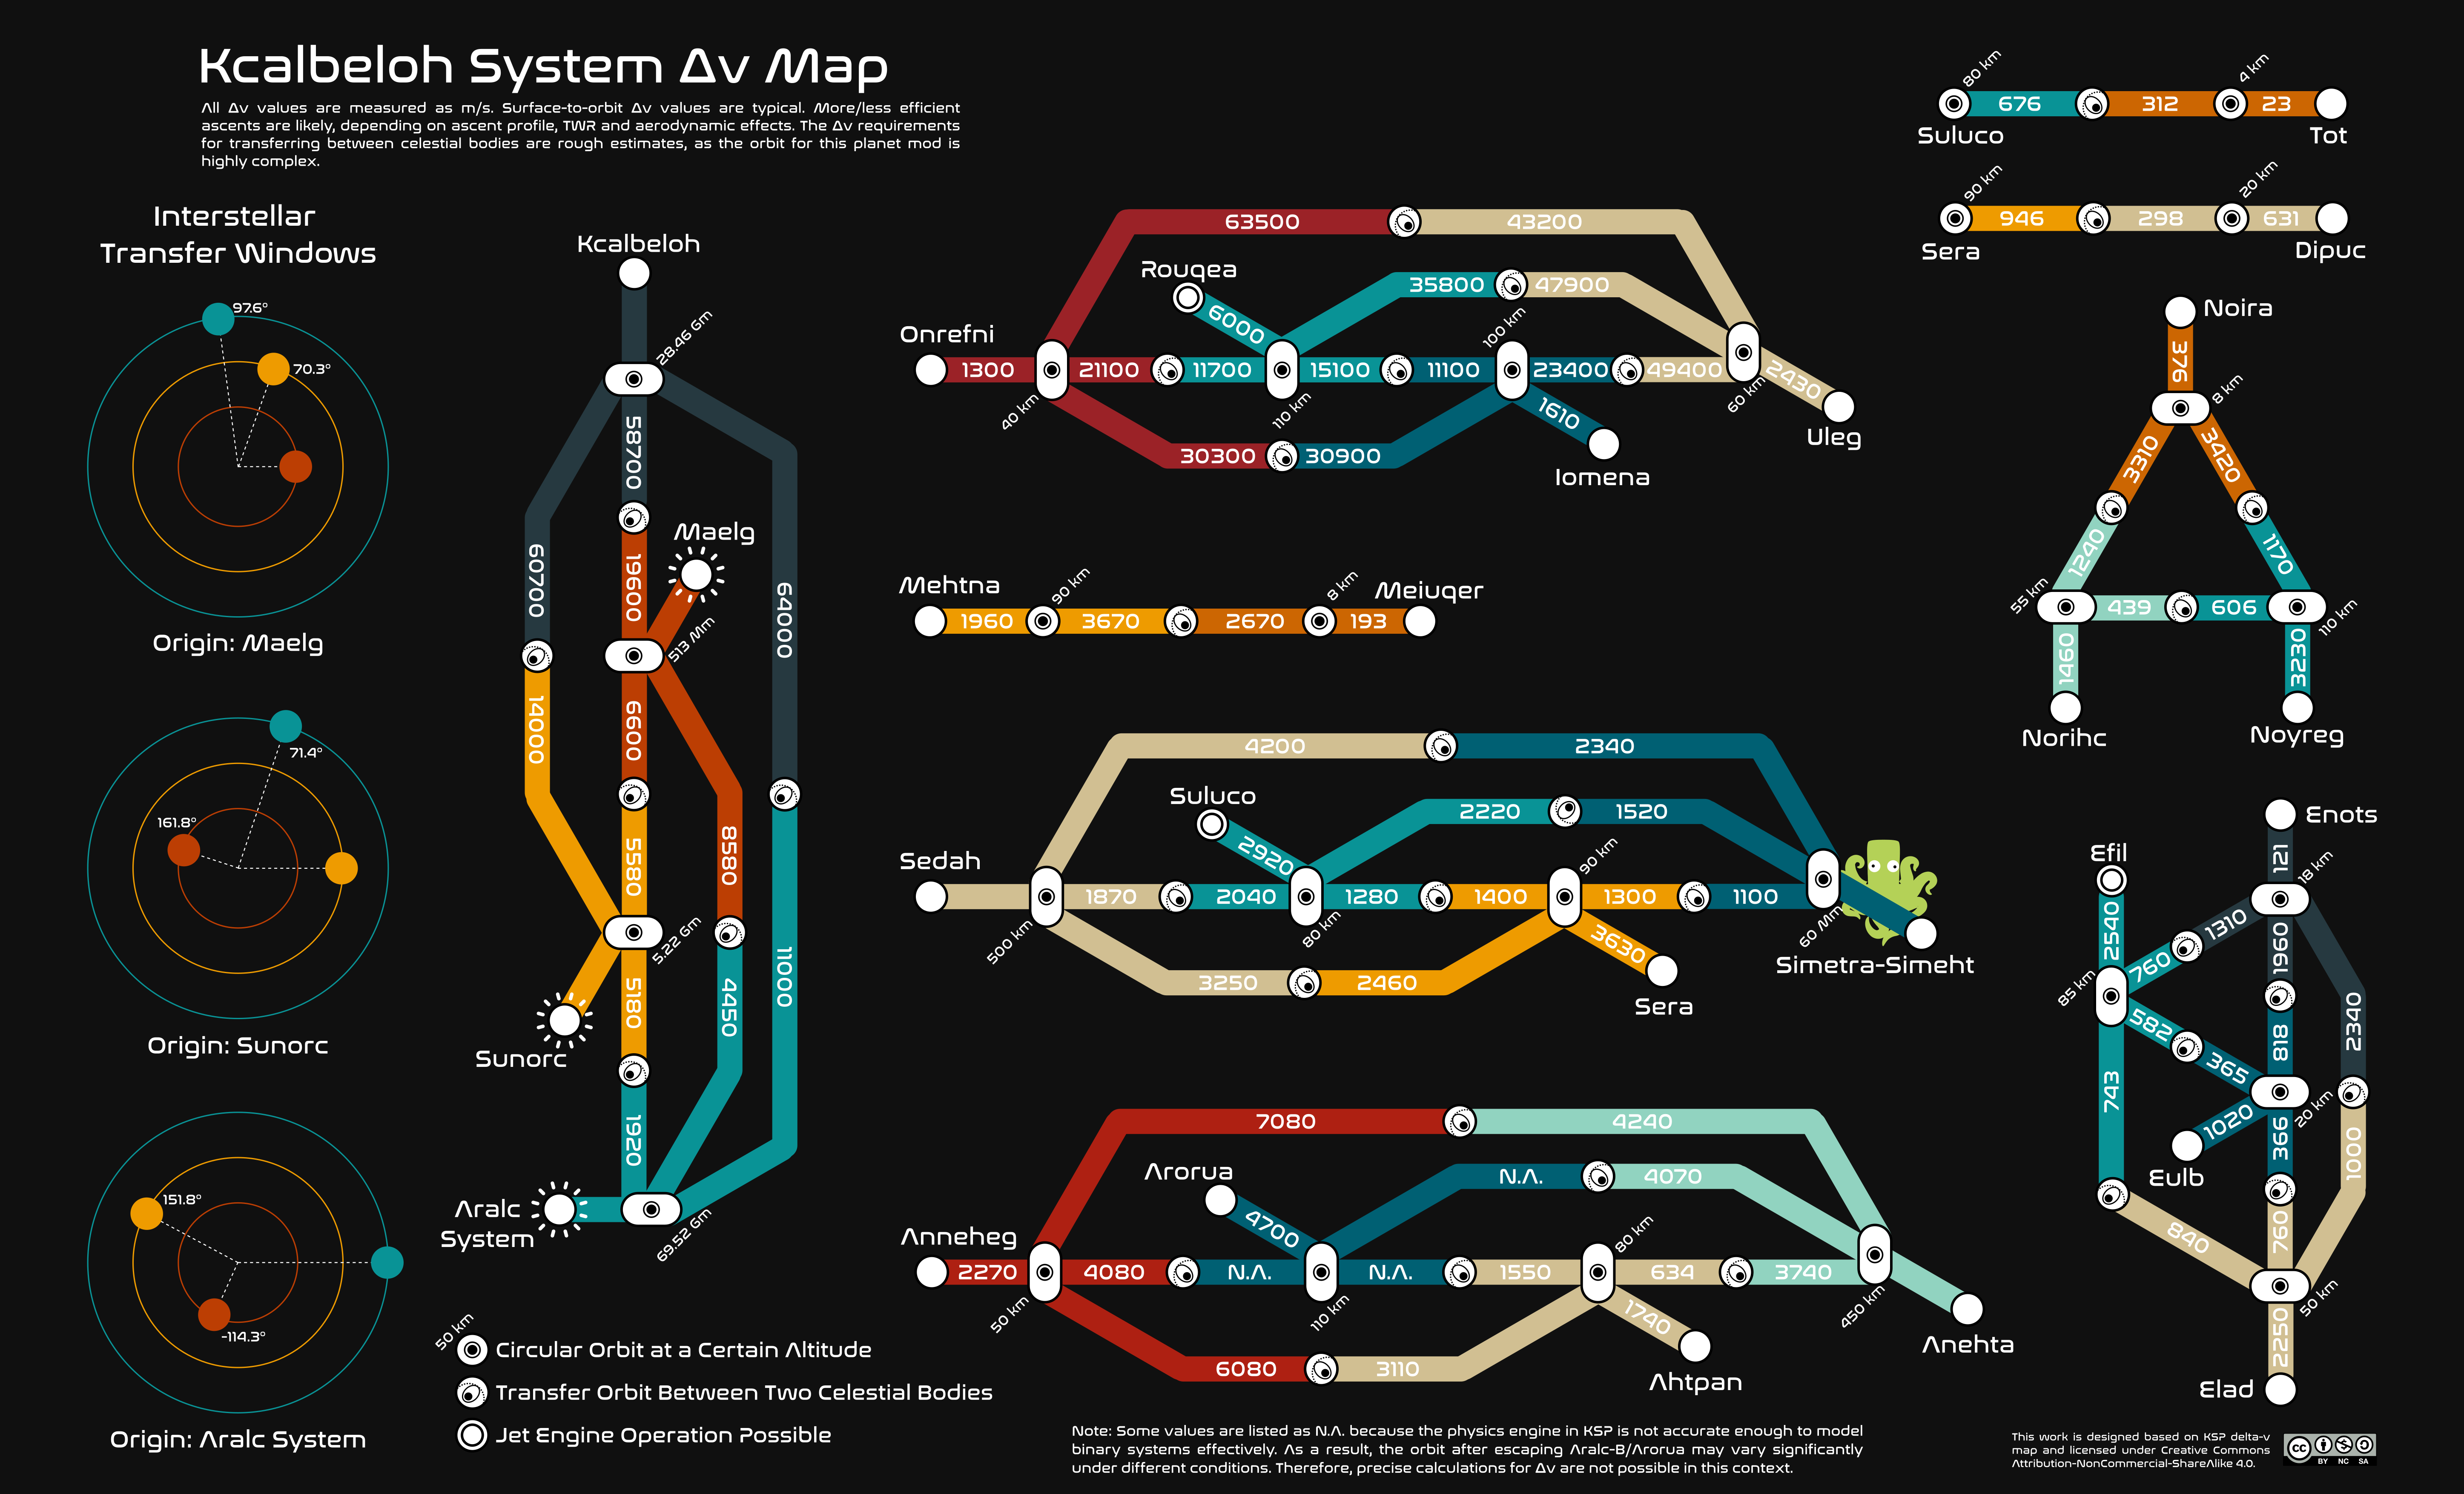 Kcalbeloh System Δv Map
All Δv values are measured as m/s. Surface-to-orbit Δv values are typical. More/less efficient
ascents are likely, depending on ascent profile, TWR and aerodynamic effects. The Δv requirements
for transferring between celestial bodies are rough estimates, as the orbit for this planet mod is
highly complex.
Interstellar
Transfer Windows
97.6°
70.3°
Origin: Maelg
71.4°
161.8°
Origin: Sunorc
151.8°
-114.3°
Origin: Aralc System
Kcalbeloh
28.46 Gm
58700
60700
64000
19600
Maelg
513 Mm
14000
6600
5580
8580
5.22 Gm
Sunorc
5180
4450
11000
1920
Aralc
System
69.52 Gm
50 km
Circular Orbit at a Certain Altitude
Transfer Orbit Between Two Celestial Bodies
Jet Engine Operation Possible
63500
43200
Rouqea
6000
35800
47900
Onrefni
1300
40 km
21100
11700
110 km
15100
11100
100 km
23400
49400
60 km
2430
Uleg
1610
Iomena
30300
30900
Mehtna
1960
90 km
3670
2670
8 km
193
Meiuqer
4200
2340
Suluco
2920
2220
1520
Sedah
500 km
1870
2040
80 km
1280
1400
90 km
1300
1100
60 Mm
Simetra-Simeht
3630
Sera
3250
2460
7080
4240
Arorua
4700
N.A.
4070
Anneheg
2270
50 km
4080
N.A.
110 km
N.A.
1550
80 km
634
3740
450 km
Anehta
1740
Ahtpan
6080
3110
Note: Some values are listed as N.A. because the physics engine in KSP is not accurate enough to model
binary systems effectively. As a result, the orbit after escaping Aralc-B/Arorua may vary significantly
under different conditions. Therefore, precise calculations for Δv are not possible in this context.
80 km
676
312
4 km
23
Suluco
Tot
90 km
946
298
20 km
631
Sera
Dipuc
Noira
376
8 km
3310
3420
1240
1170
55 km
439
606
110 km
1460
3230
Norihc
Noyreg
Enots
121
18 km
Efil
2540
1310
760
1960
85 km
582
365
818
2340
743
1020
Eulb
20 km
366
1000
840
760
50 km
2250
Elad
This work is designed based on KSP delta-v
map and licensed under Creative Commons
Attribution-NonCommercial-ShareAlike 4.0.
cc BY NC SA